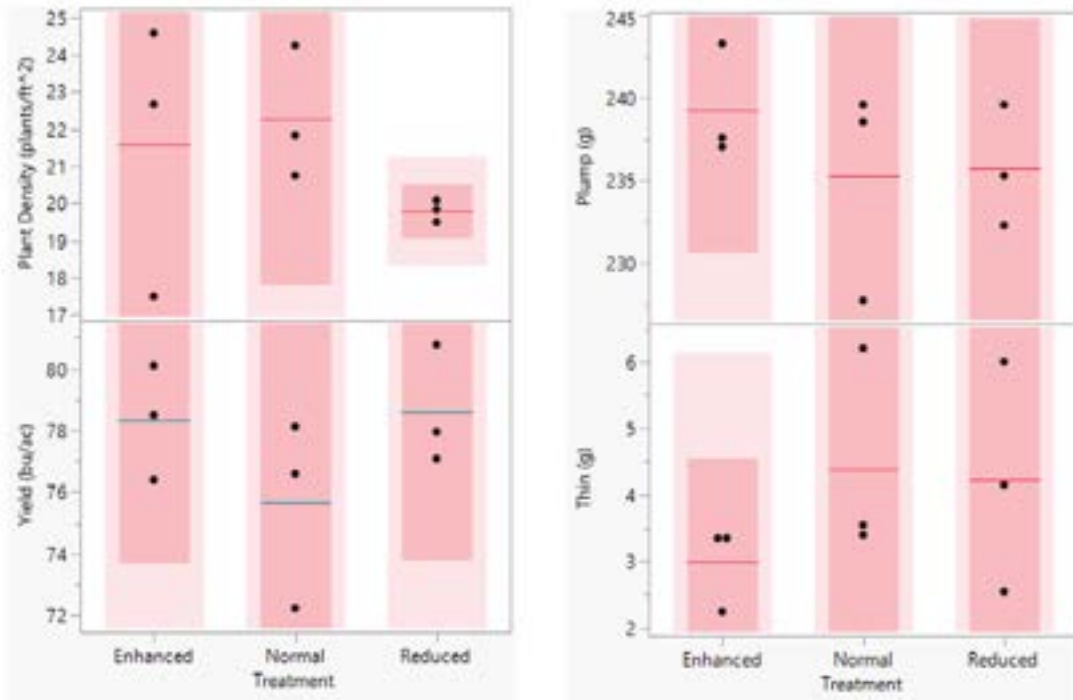 Plant Density (plants/ft^2)
25
24
23
22
21
20
19
18
17
Yield (bu/ac)
80
78
76
74
72
Enhanced
Normal
Reduced
Treatment
Plump (g)
245
240
235
230
Thin (g)
6
5
4
3
2
Enhanced
Normal
Reduced
Treatment